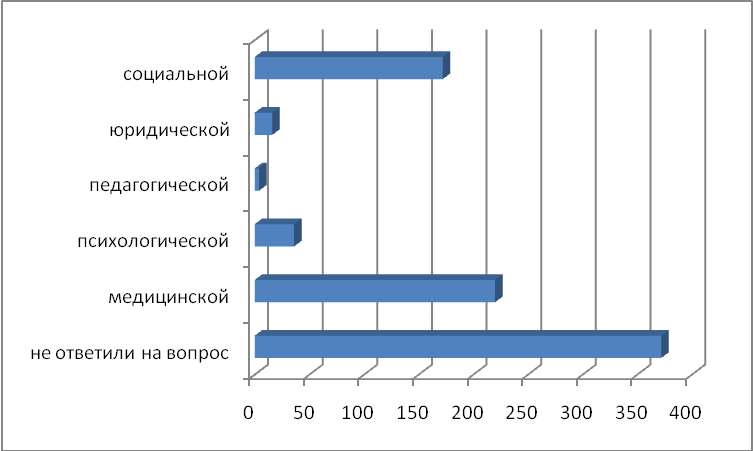 социальной
юридической
педагогической
психологической
медицинской
не ответили на вопрос
0 50 100 150 200 250 300 350 400